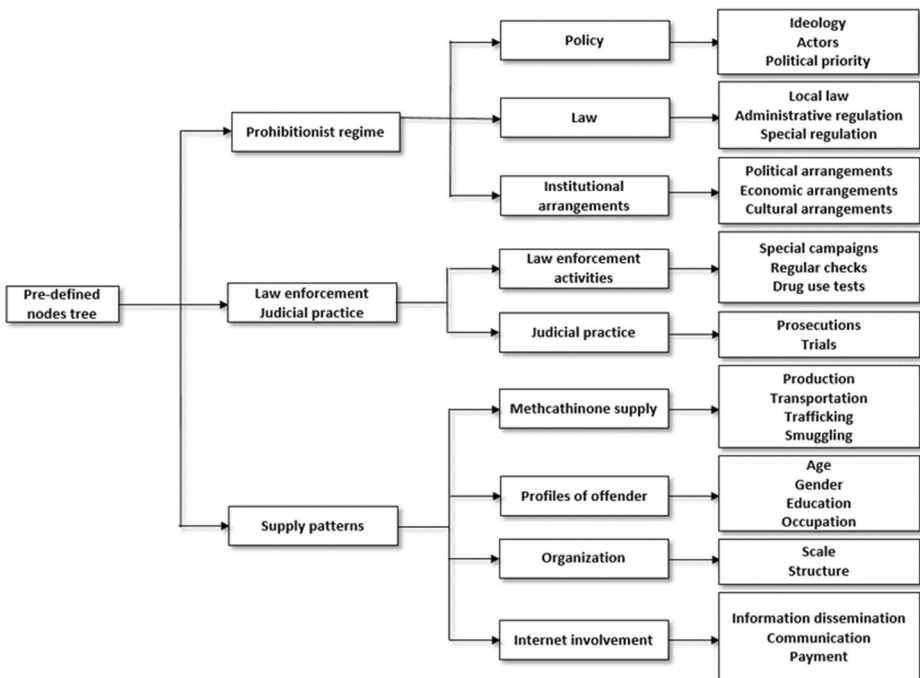 Pre-defined
nodes tree
Prohibitionist regime
Policy
Ideology
Actors
Political priority
Law
Local law
Administrative regulation
Special regulation
Institutional
arrangements
Political arrangements
Economic arrangements
Cultural arrangements
Law enforcement
Judicial practice
Law enforcement
activities
Special campaigns
Regular checks
Drug use tests
Judicial practice
Prosecutions
Trials
Supply patterns
Methcathinone supply
Production
Transportation
Trafficking
Smuggling
Profiles of offender
Age
Gender
Education
Occupation
Organization
Scale
Structure
Internet involvement
Information dissemination
Communication
Payment